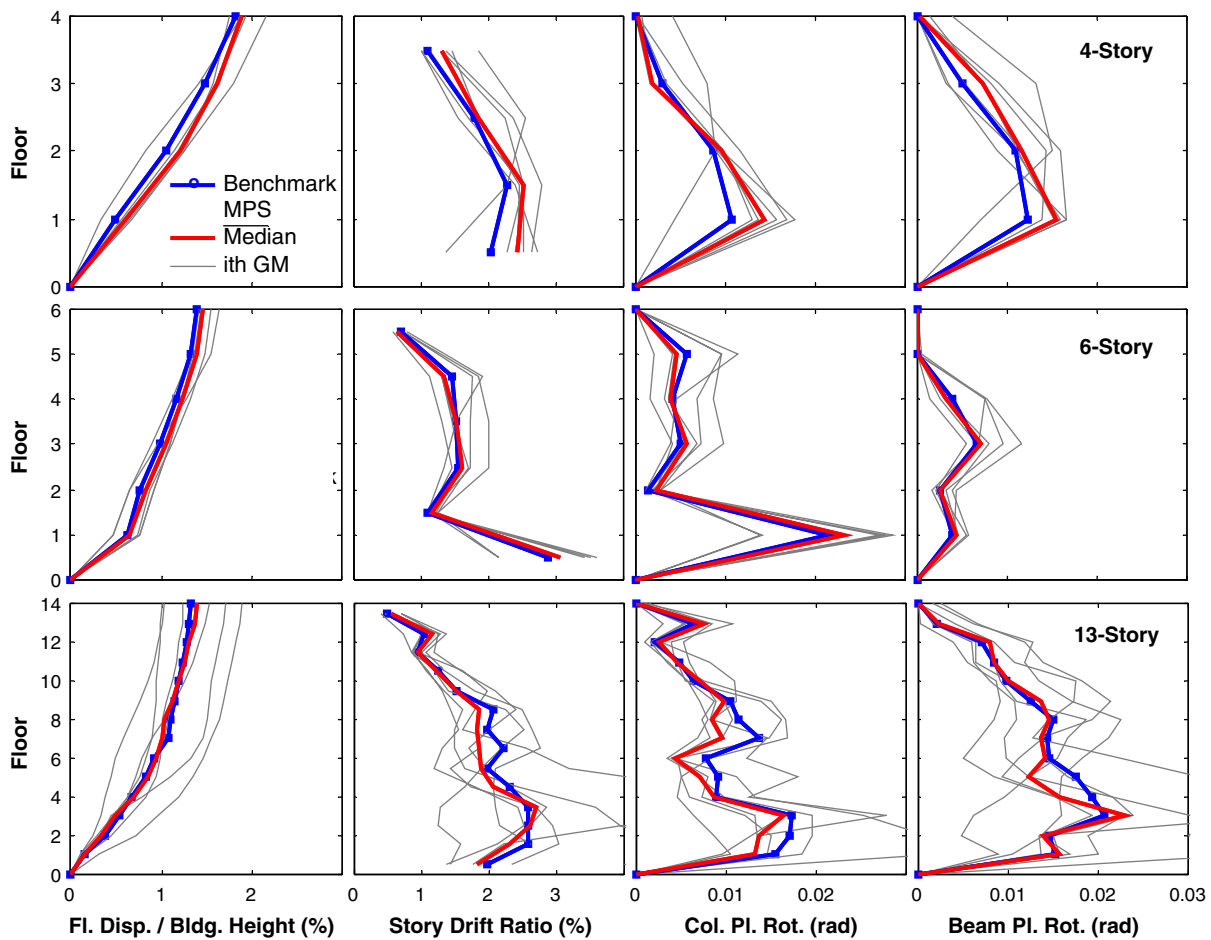 4
3
2
1
0
Floor
Benchmark
MPS
Median
ith GM
4-Story
6
5
4
3
2
1
0
Floor
6-Story
14
12
10
8
6
4
2
0
Floor
13-Story
0 1 2
1 2 3 4
0 0.01 0.02
0 0.01 0.02 0.03
Fl. Disp. / Bldg. Height (%)
Story Drift Ratio (%)
Col. Pl. Rot. (rad)
Beam Pl. Rot. (rad)